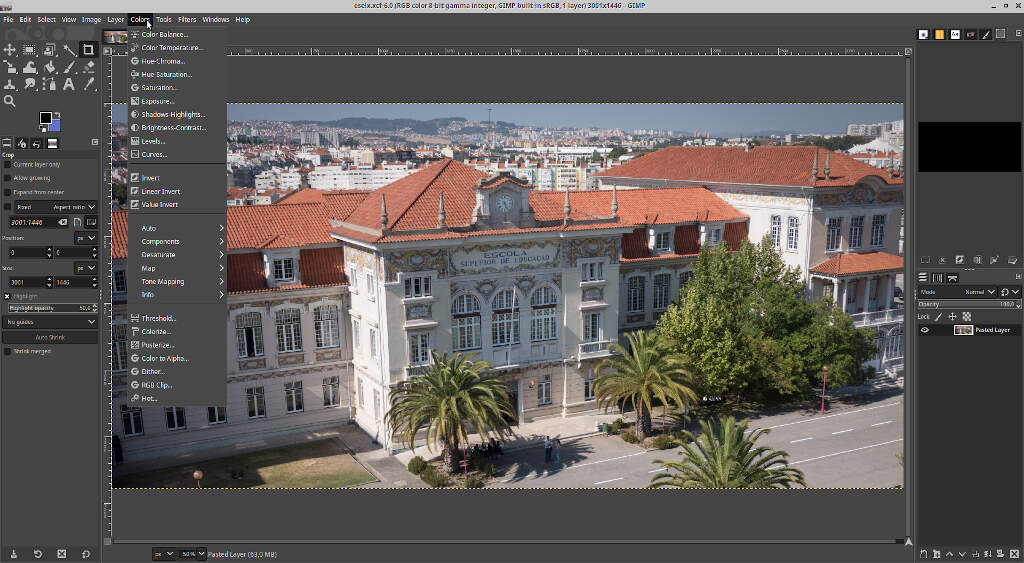 eselx.xcf-6.0 (RGB color 8-bit gamma integer, GIMP built-in sRGB, 1 layer) 3001x1446 – GIMP
File Edit Select View Image Layer Colors Tools Filters Windows Help
Color Balance...
Color Temperature...
Hue-Chroma...
Hue-Saturation...
Saturation...
Exposure...
Shadows-Highlights...
Brightness-Contrast...
Levels...
Curves...
Invert
Linear Invert
Value Invert
Auto
Components
Desaturate
Map
Tone Mapping
Info
Threshold...
Colorize...
Posterize...
Color to Alpha...
Dither...
RGB Clip...
Hot...
Crop
Current layer only
Allow growing
Expand from center
Fixed Aspect ratio
3001:1446
Position:
px
0 0
Size:
px
3001 1446
Highlight
Highlight opacity 50,0
No guides
Auto Shrink
Shrink merged
ESCOLA
SUPERIOR DE EDUCAÇÃO
Mode Normal
Opacity 100,0
Lock
Pasted Layer
px 50% Pasted Layer (63,0 MB)